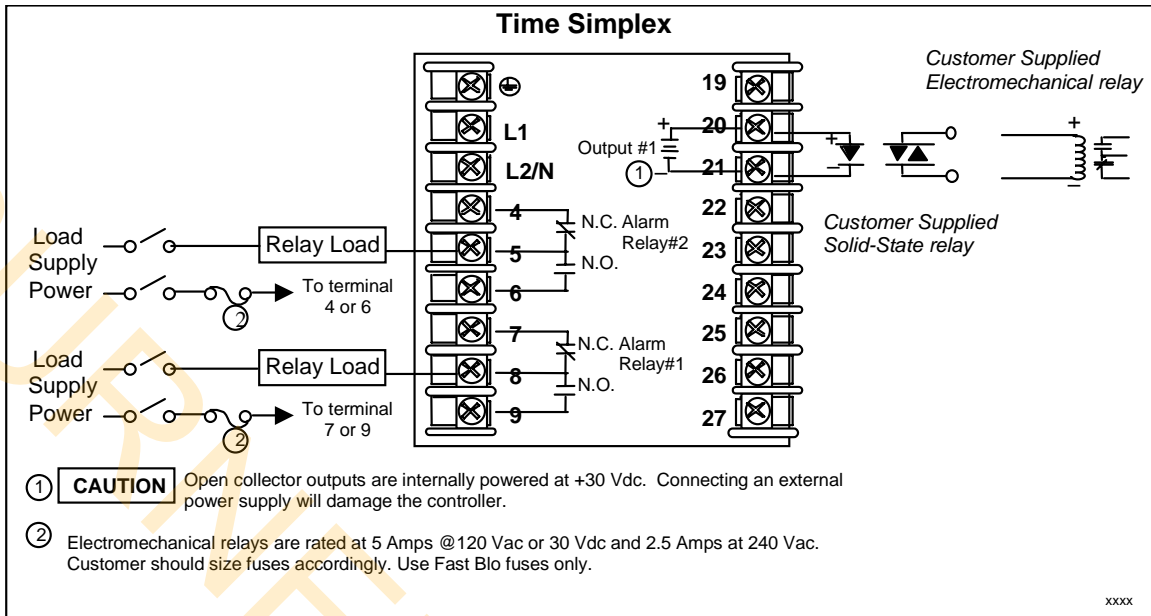 Time Simplex
Customer Supplied
Electromechanical relay
19
L1
20
+
Output #1
+
+
L2/N
21
1
–
–
–
4
22
N.C. Alarm
Relay#2
Customer Supplied
Solid-State relay
Load
Supply
Power
Relay Load
5
23
N.O.
To terminal
4 or 6
6
24
2
7
25
N.C. Alarm
Relay#1
Load
Supply
Power
Relay Load
8
26
N.O.
To terminal
7 or 9
9
27
2
1 CAUTION Open collector outputs are internally powered at +30 Vdc. Connecting an external
power supply will damage the controller.
2 Electromechanical relays are rated at 5 Amps @120 Vac or 30 Vdc and 2.5 Amps at 240 Vac.
Customer should size fuses accordingly. Use Fast Blo fuses only.
xxxx